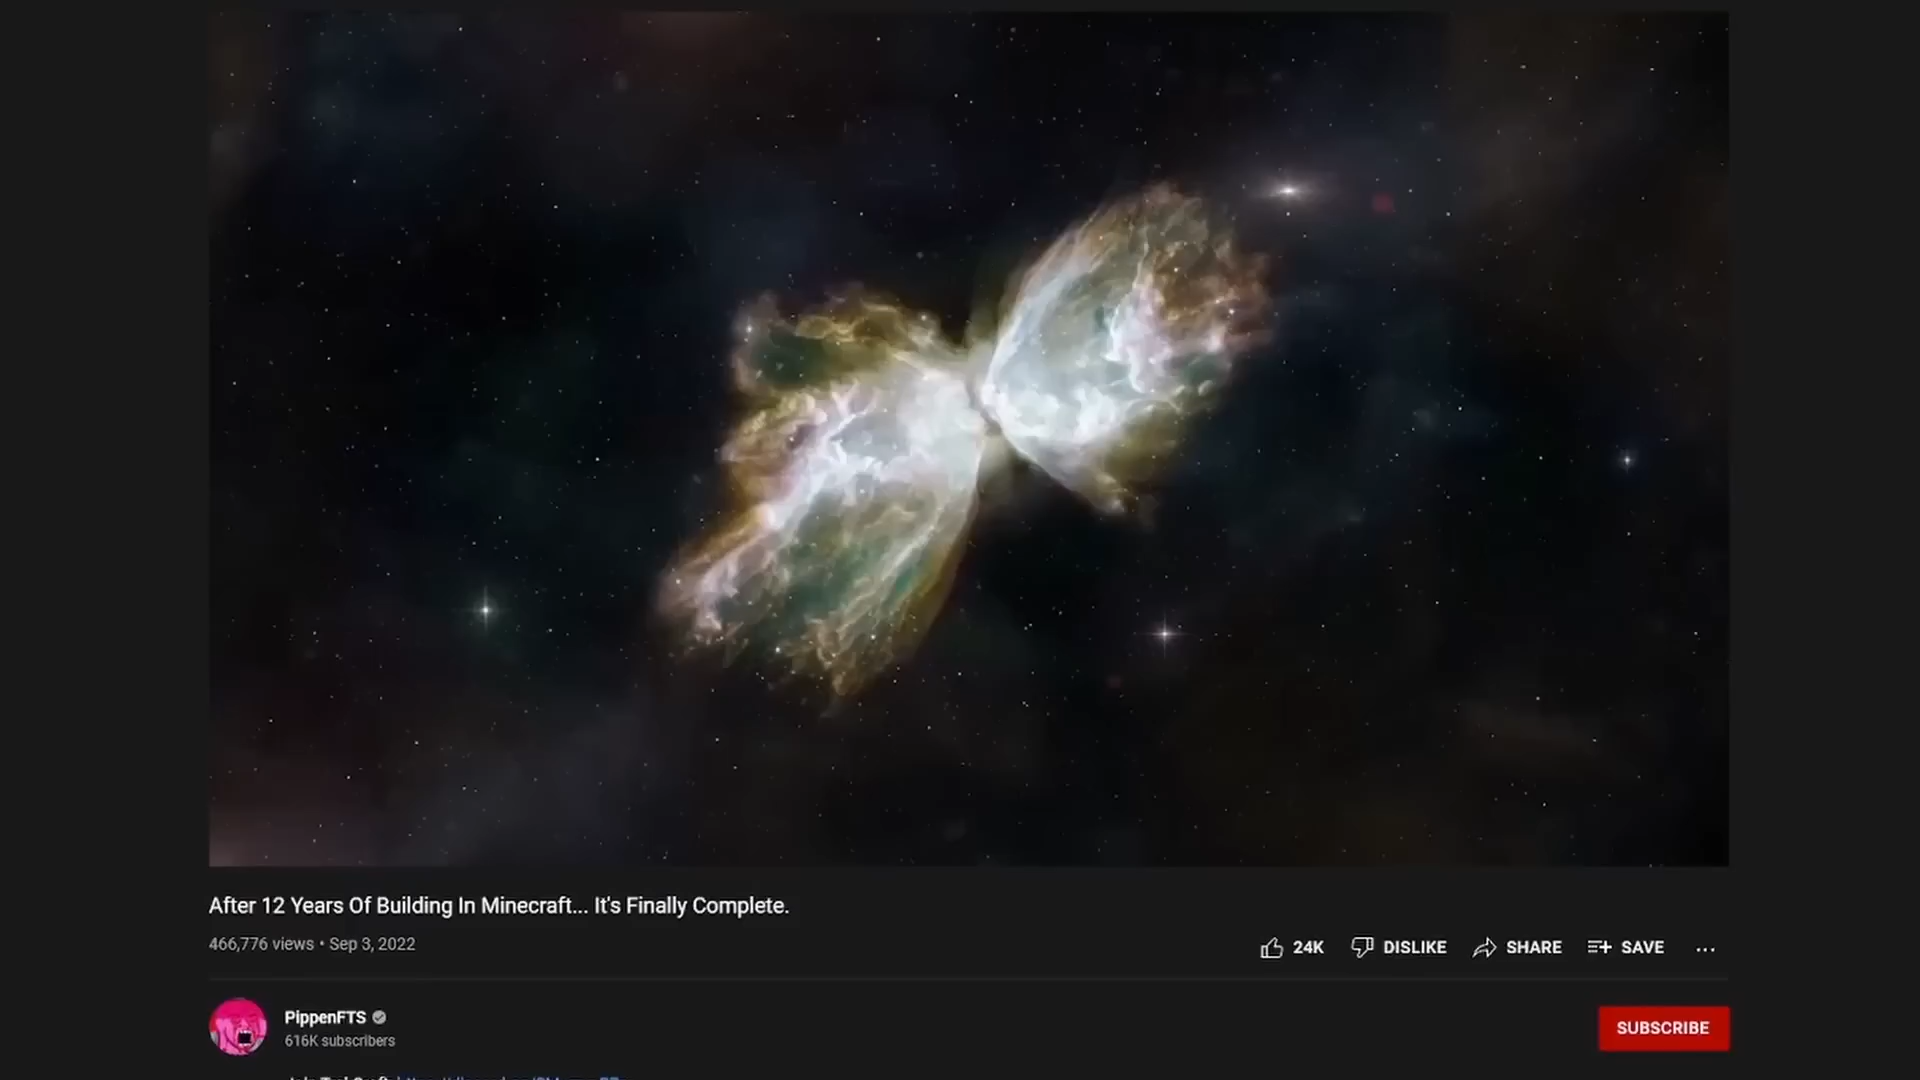 After 12 Years Of Building In Minecraft... It's Finally Complete.
466,776 views • Sep 3, 2022
24K DISLIKE SHARE SAVE ...
PippenFTS
616K subscribers
SUBSCRIBE